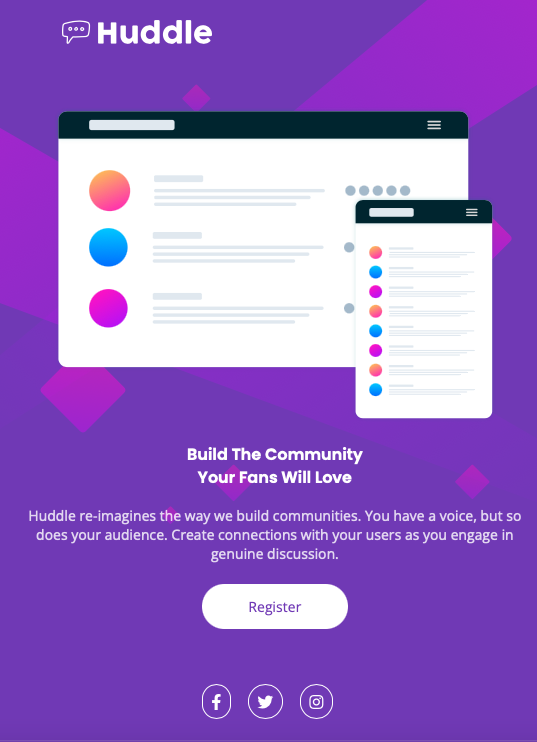 Huddle
Build The Community
Your Fans Will Love
Huddle re-imagines the way we build communities. You have a voice, but so
does your audience. Create connections with your users as you engage in
genuine discussion.
Register